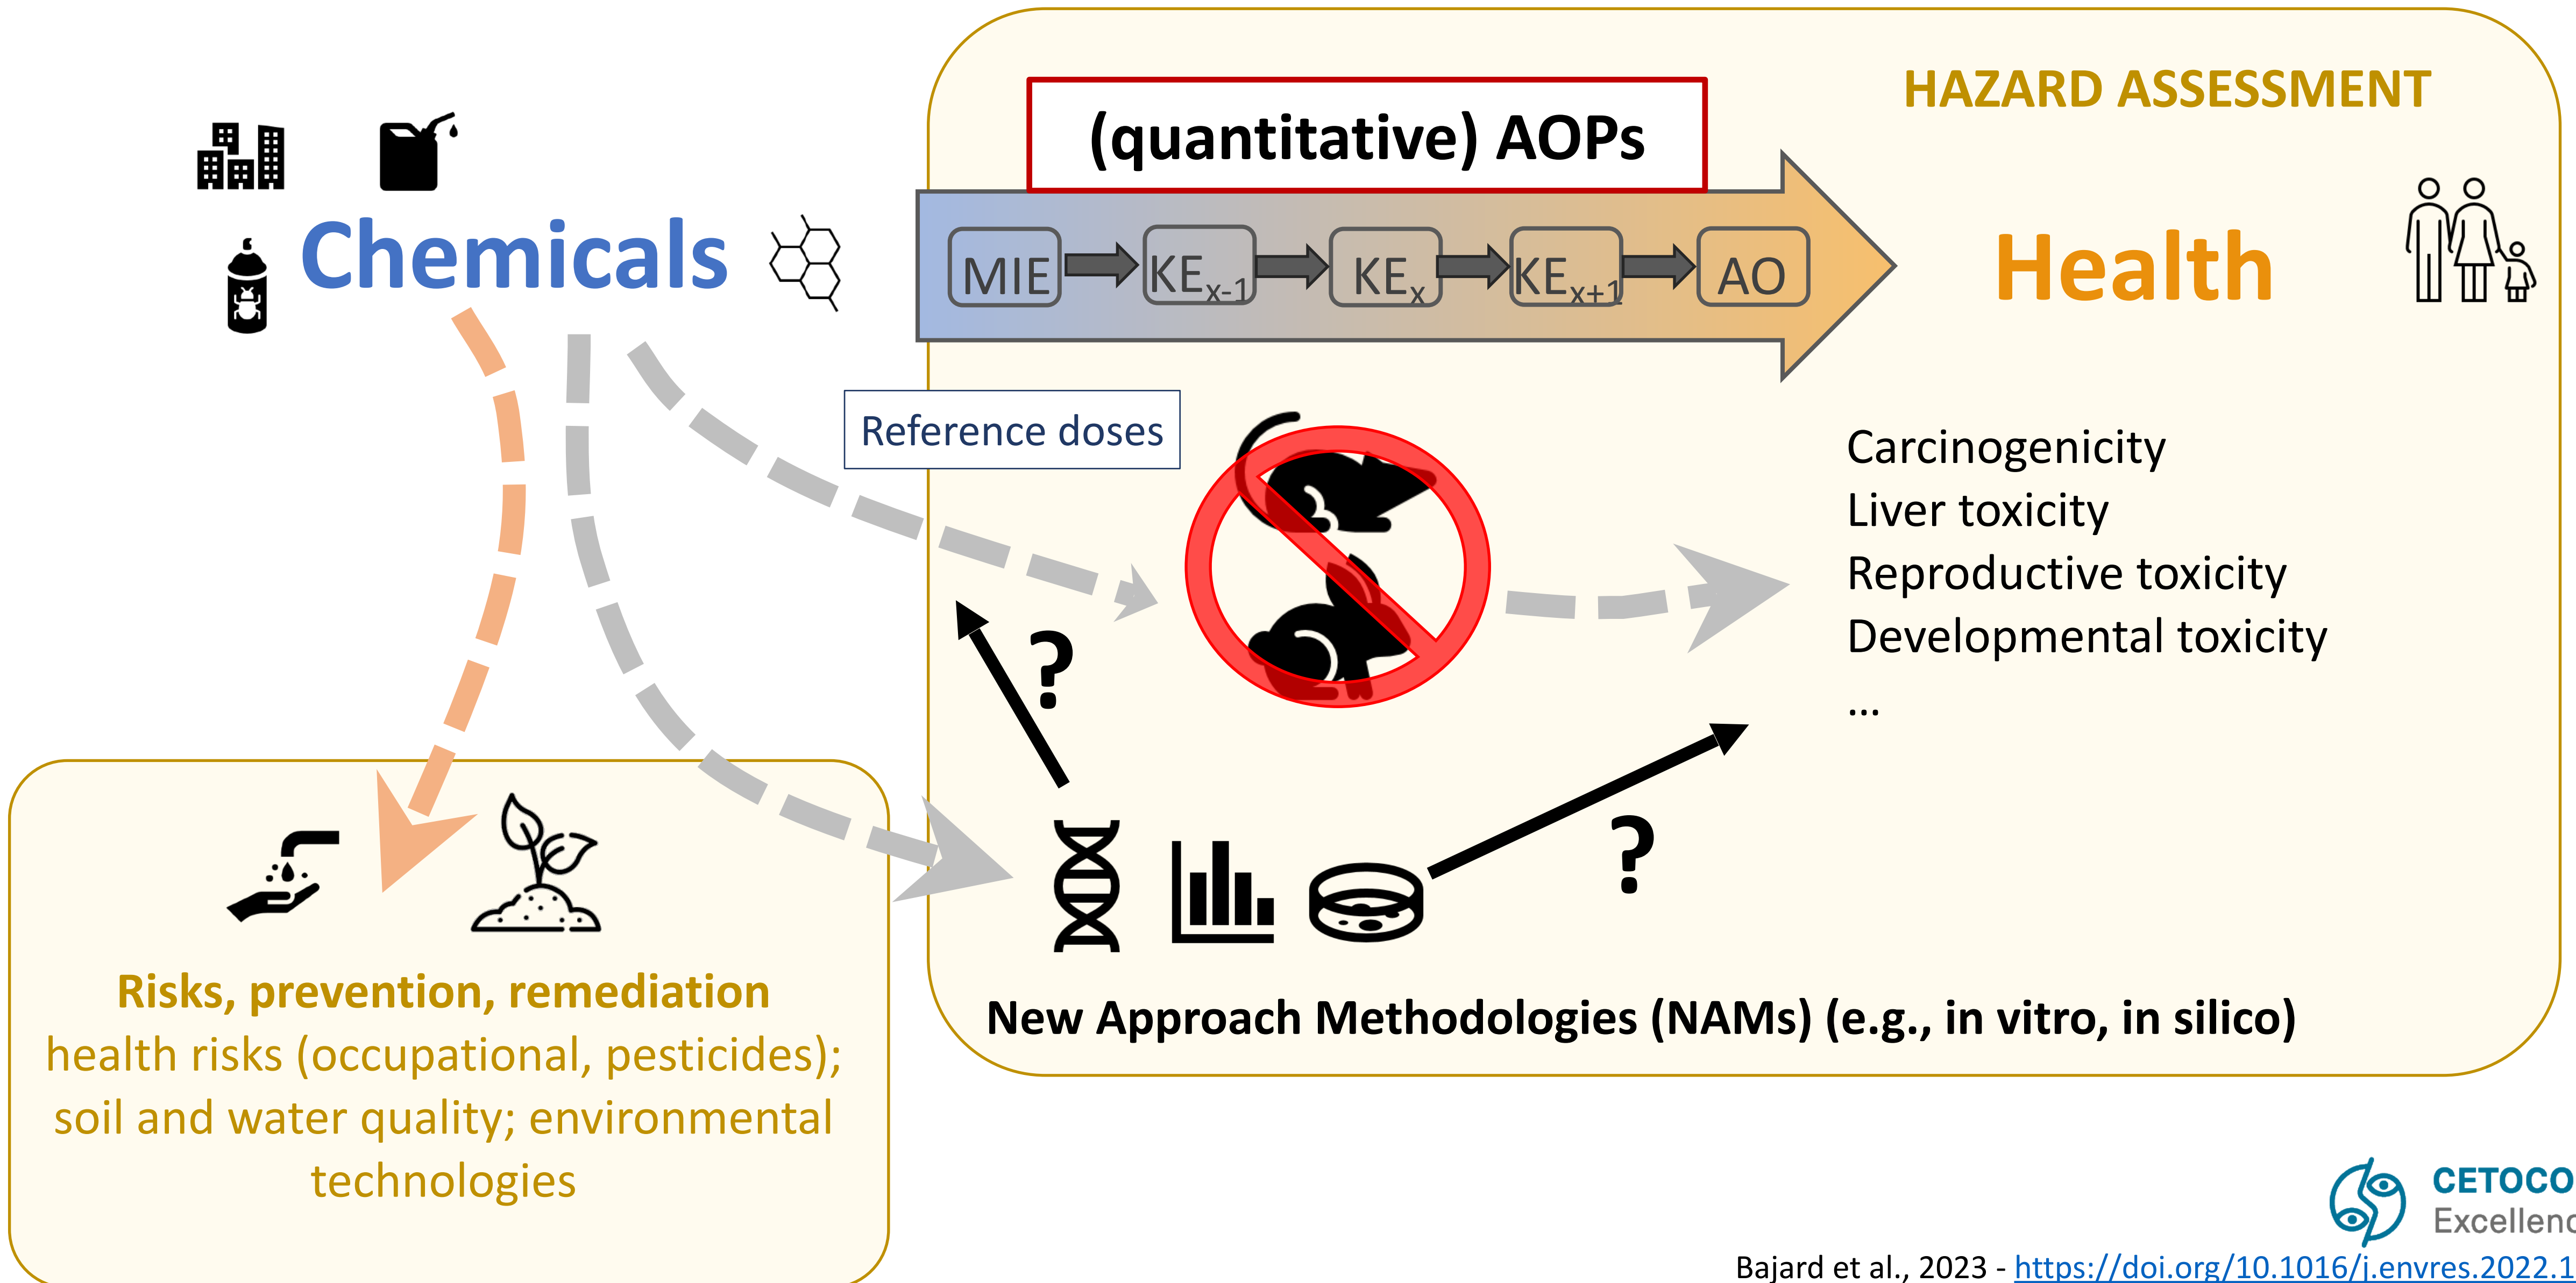 HAZARD ASSESSMENT
(quantitative) AOPs
Chemicals
MIE
KEx-1
KEx
KEx+1
AO
Health
Reference doses
Carcinogenicity
Liver toxicity
Reproductive toxicity
Developmental toxicity
...
?
?
New Approach Methodologies (NAMs) (e.g., in vitro, in silico)
Risks, prevention, remediation
health risks (occupational, pesticides);
soil and water quality; environmental
technologies
CETOCO
Excellenc
Bajard et al., 2023 - https://doi.org/10.1016/j.envres.2022.1